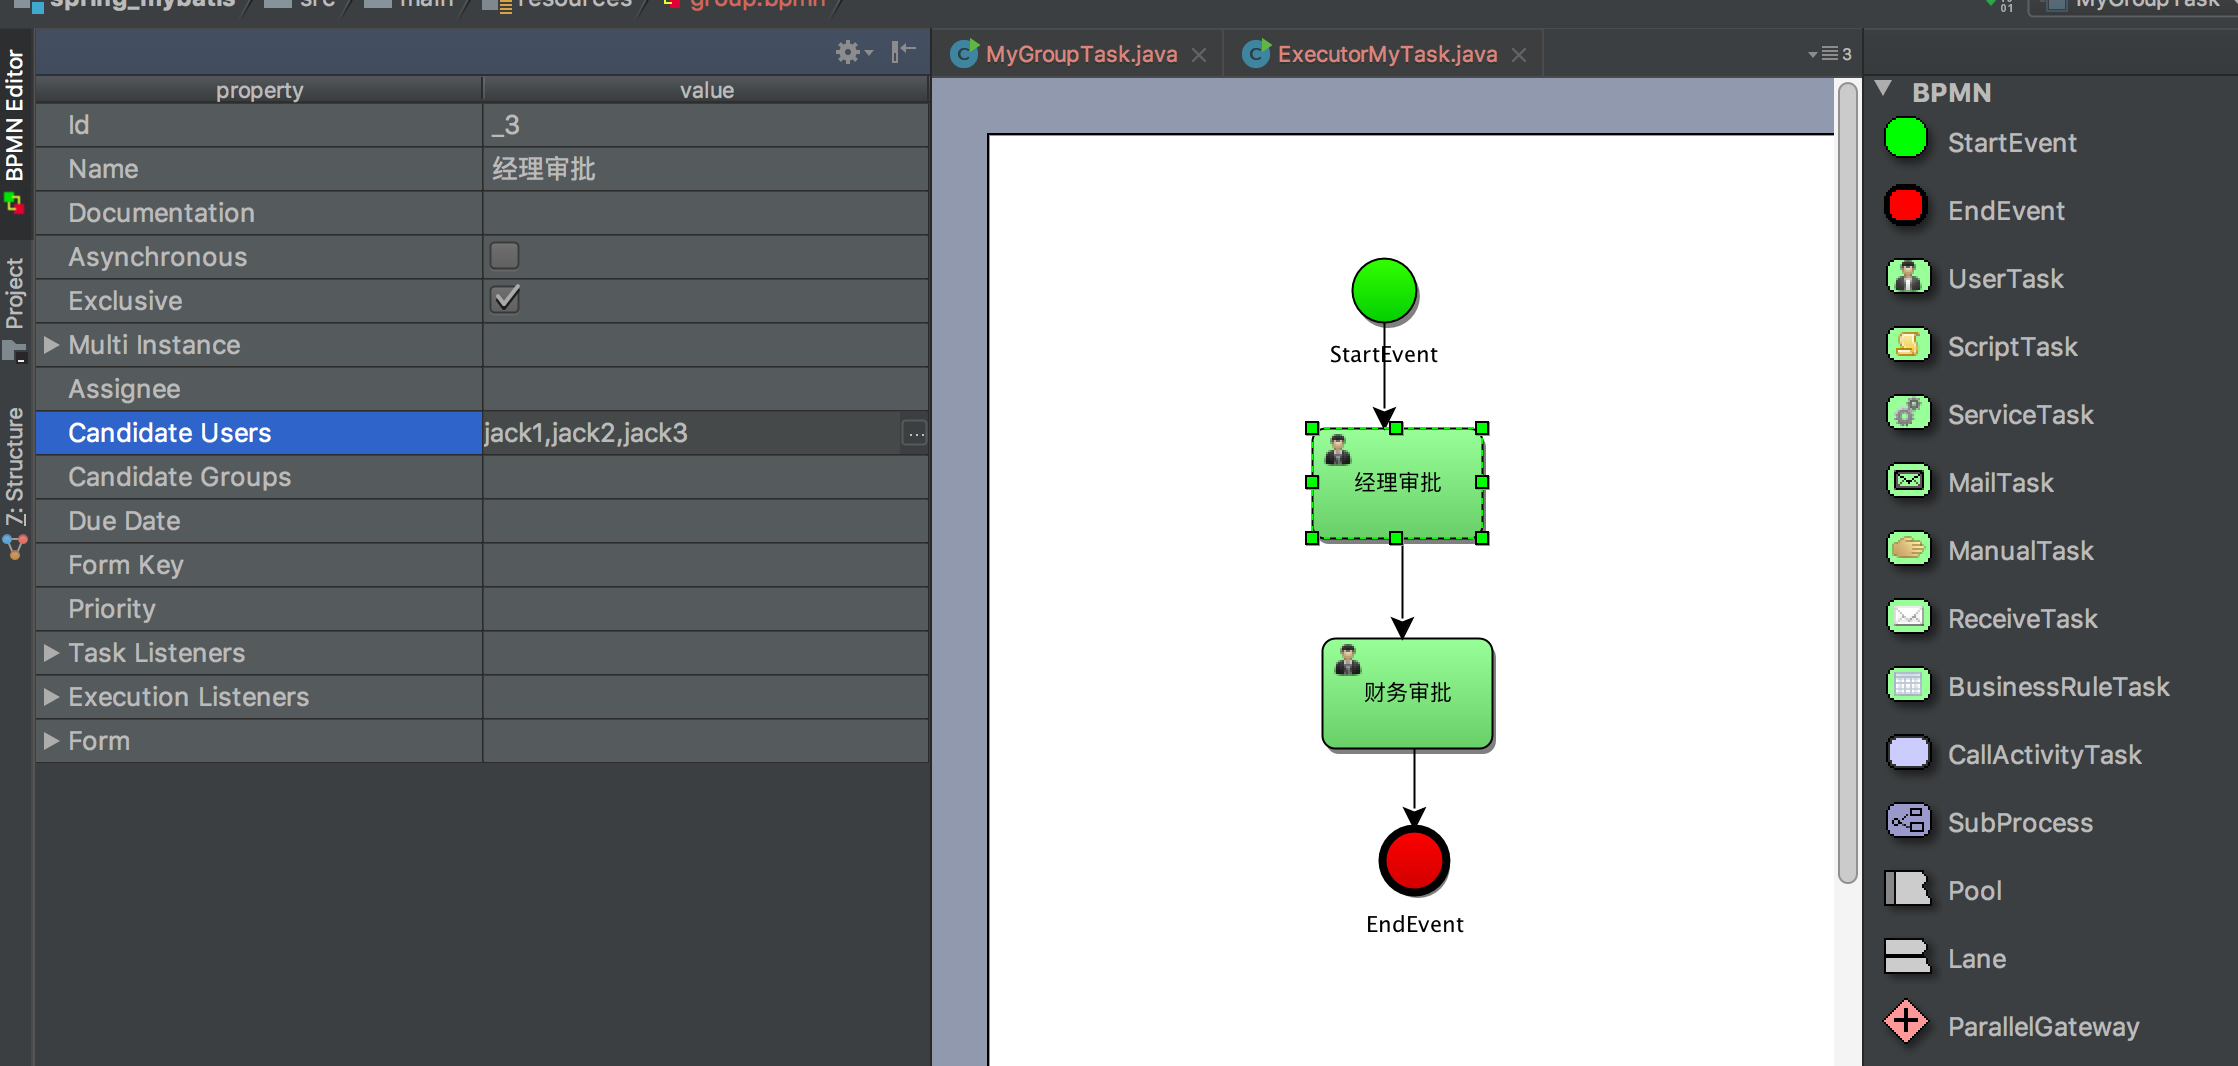 spring_mybatis src main resources group.bpmn
01 MyGroupTask
BPMN Editor
Project
Z: Structure
property value
Id _3
Name 经理审批
Documentation
Asynchronous
Exclusive
Multi Instance
Assignee
Candidate Users jack1,jack2,jack3 ...
Candidate Groups
Due Date
Form Key
Priority
Task Listeners
Execution Listeners
Form
MyGroupTask.java ExecutorMyTask.java 3
StartEvent
经理审批
财务审批
EndEvent
BPMN
StartEvent
EndEvent
UserTask
ScriptTask
ServiceTask
MailTask
ManualTask
ReceiveTask
BusinessRuleTask
CallActivityTask
SubProcess
Pool
Lane
ParallelGateway